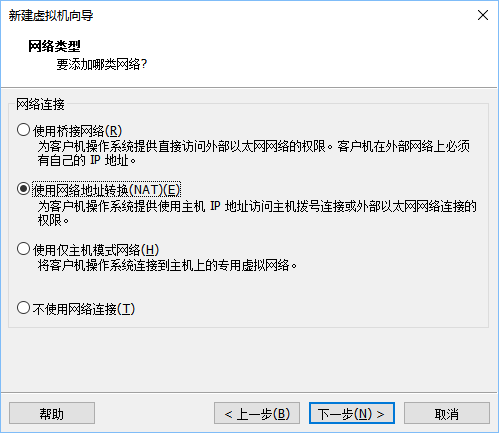 新建虚拟机向导
网络类型
要添加哪类网络?
网络连接
使用桥接网络(R)
为客户机操作系统提供直接访问外部以太网网络的权限。客户机在外部网络上必须
有自己的 IP 地址。
使用网络地址转换(NAT)(E)
为客户机操作系统提供使用主机 IP 地址访问主机拨号连接或外部以太网网络连接的
权限。
使用仅主机模式网络(H)
将客户机操作系统连接到主机上的专用虚拟网络。
不使用网络连接(T)
帮助
< 上一步(B)
下一步(N) >
取消